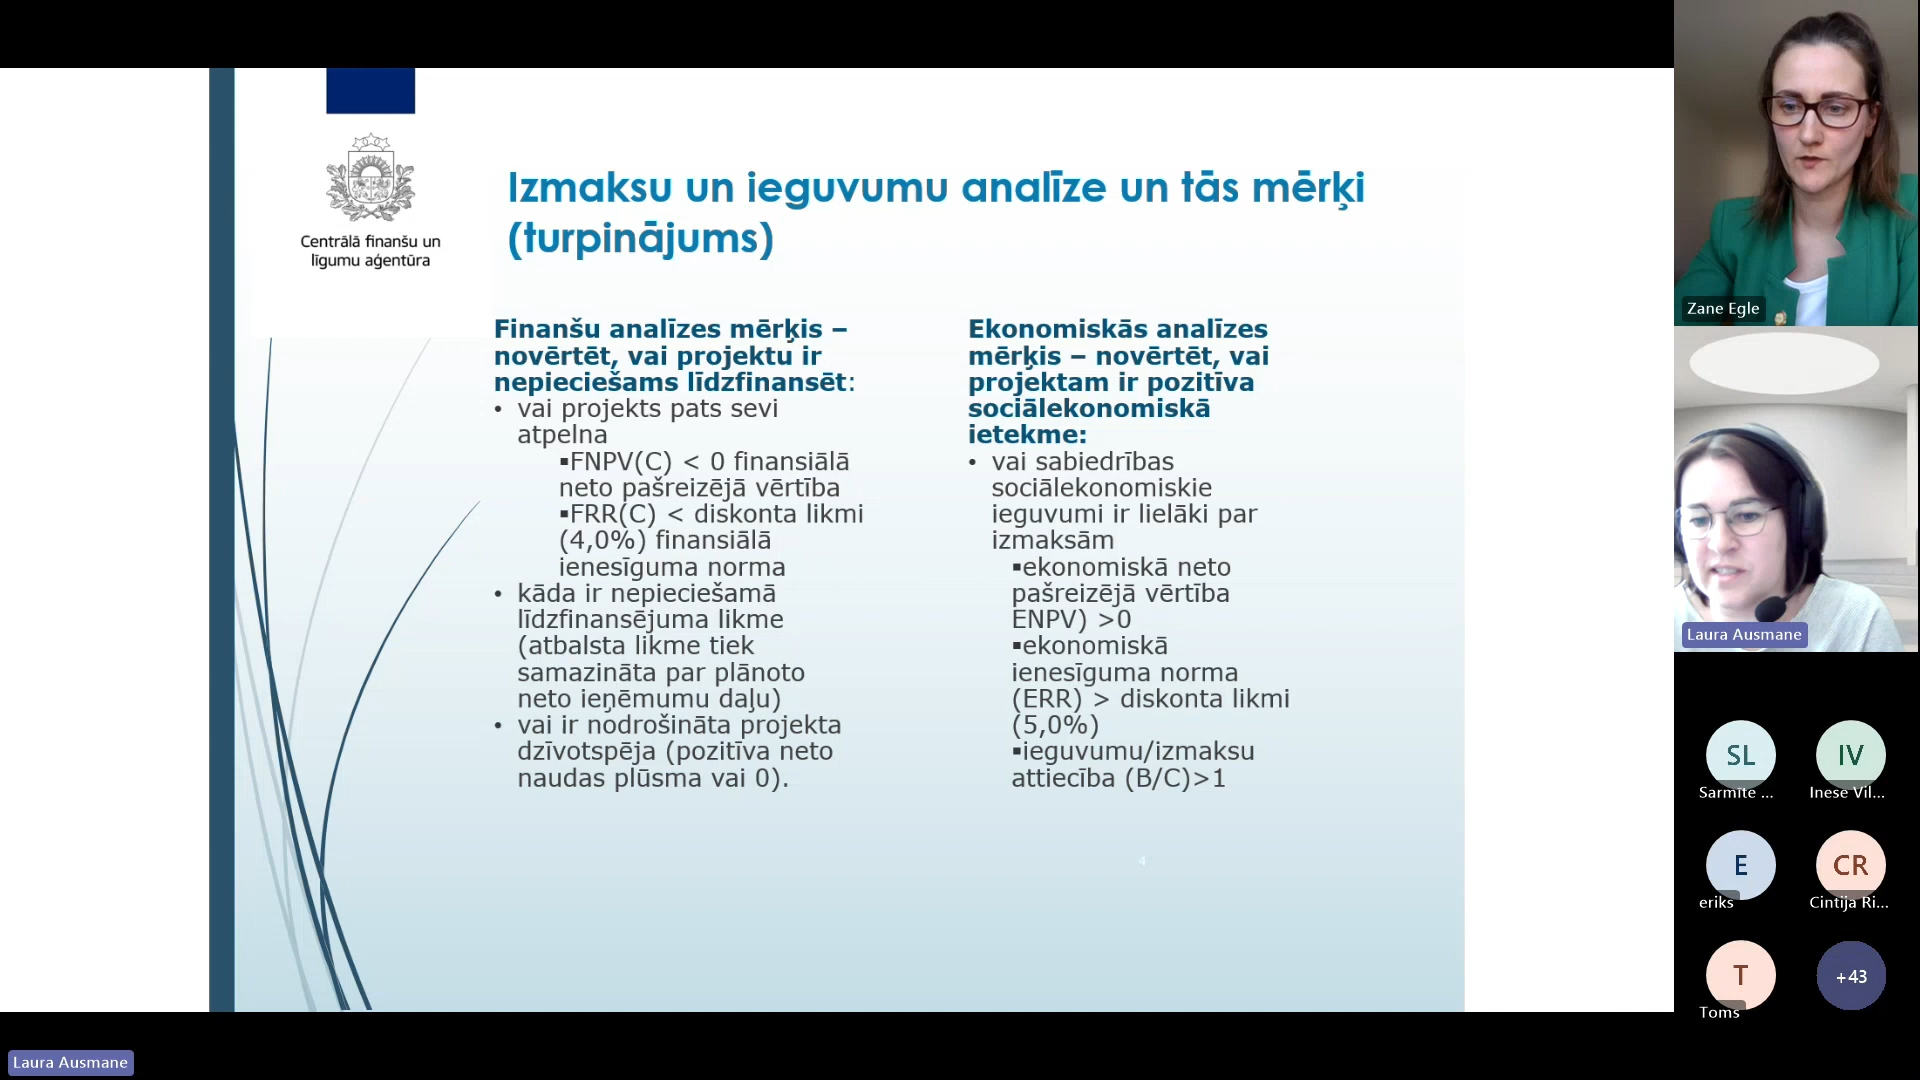 Centrālā finanšu un
līgumu aģentūra
Izmaksu un ieguvumu analīze un tās mērķi
(turpinājums)
Finanšu analīzes mērķis –
novērtēt, vai projektu ir
nepieciešams līdzfinansēt:
• vai projekts pats sevi
atpelna
▪FNPV(C) < 0 finansiālā
neto pašreizējā vērtība
▪FRR(C) < diskonta likmi
(4,0%) finansiālā
ienesīguma norma
• kāda ir nepieciešamā
līdzfinansējuma likme
(atbalsta likme tiek
samazināta par plānoto
neto ieņēmumu daļu)
• vai ir nodrošināta projekta
dzīvotspēja (pozitīva neto
naudas plūsma vai 0).
Ekonomiskās analīzes
mērķis – novērtēt, vai
projektam ir pozitīva
sociālekonomiskā
ietekme:
• vai sabiedrības
sociālekonomiskie
ieguvumi ir lielāki par
izmaksām
▪ekonomiskā neto
pašreizējā vērtība
ENPV) >0
▪ekonomiskā
ienesīguma norma
(ERR) > diskonta likmi
(5,0%)
▪ieguvumu/izmaksu
attiecība (B/C)>1
4
Zane Egle
Laura Ausmane
SL
Sarmīte ...
IV
Inese Vil...
E
eriks
CR
Cintija Ri...
T
Toms
+43
Laura Ausmane